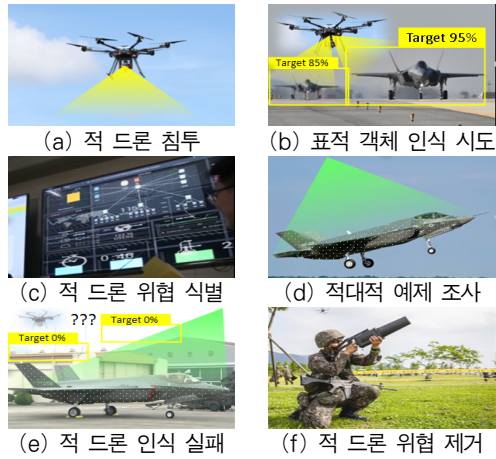 Target 95%
Target 85%
(a) 적 드론 침투
(b) 표적 객체 인식 시도
(c) 적 드론 위협 식별
(d) 적대적 예제 조사
???
Target 0%
Target 0%
(e) 적 드론 인식 실패
(f) 적 드론 위협 제거